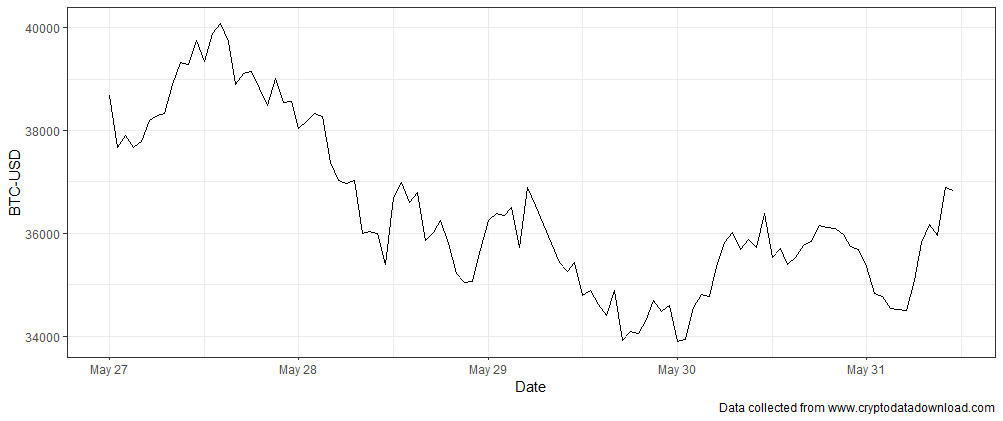 40000
38000
36000
34000
BTC-USD
May 27
May 28
May 29
May 30
May 31
Date
Data collected from www.cryptodatadownload.com